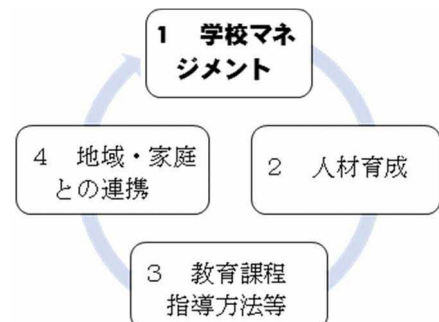 1　学校マネ
ジメント
2　人材育成
3　教育課程
指導方法等
4　地域・家庭
との連携